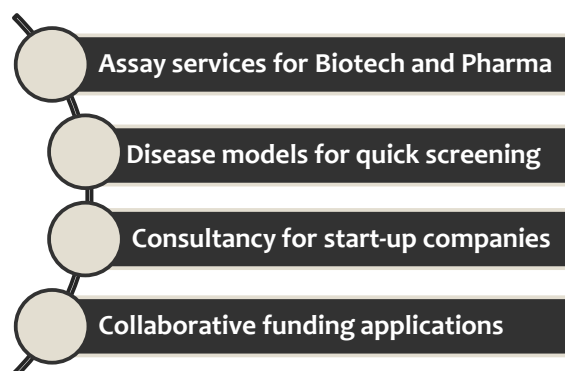 Assay services for Biotech and Pharma
Disease models for quick screening
Consultancy for start-up companies
Collaborative funding applications